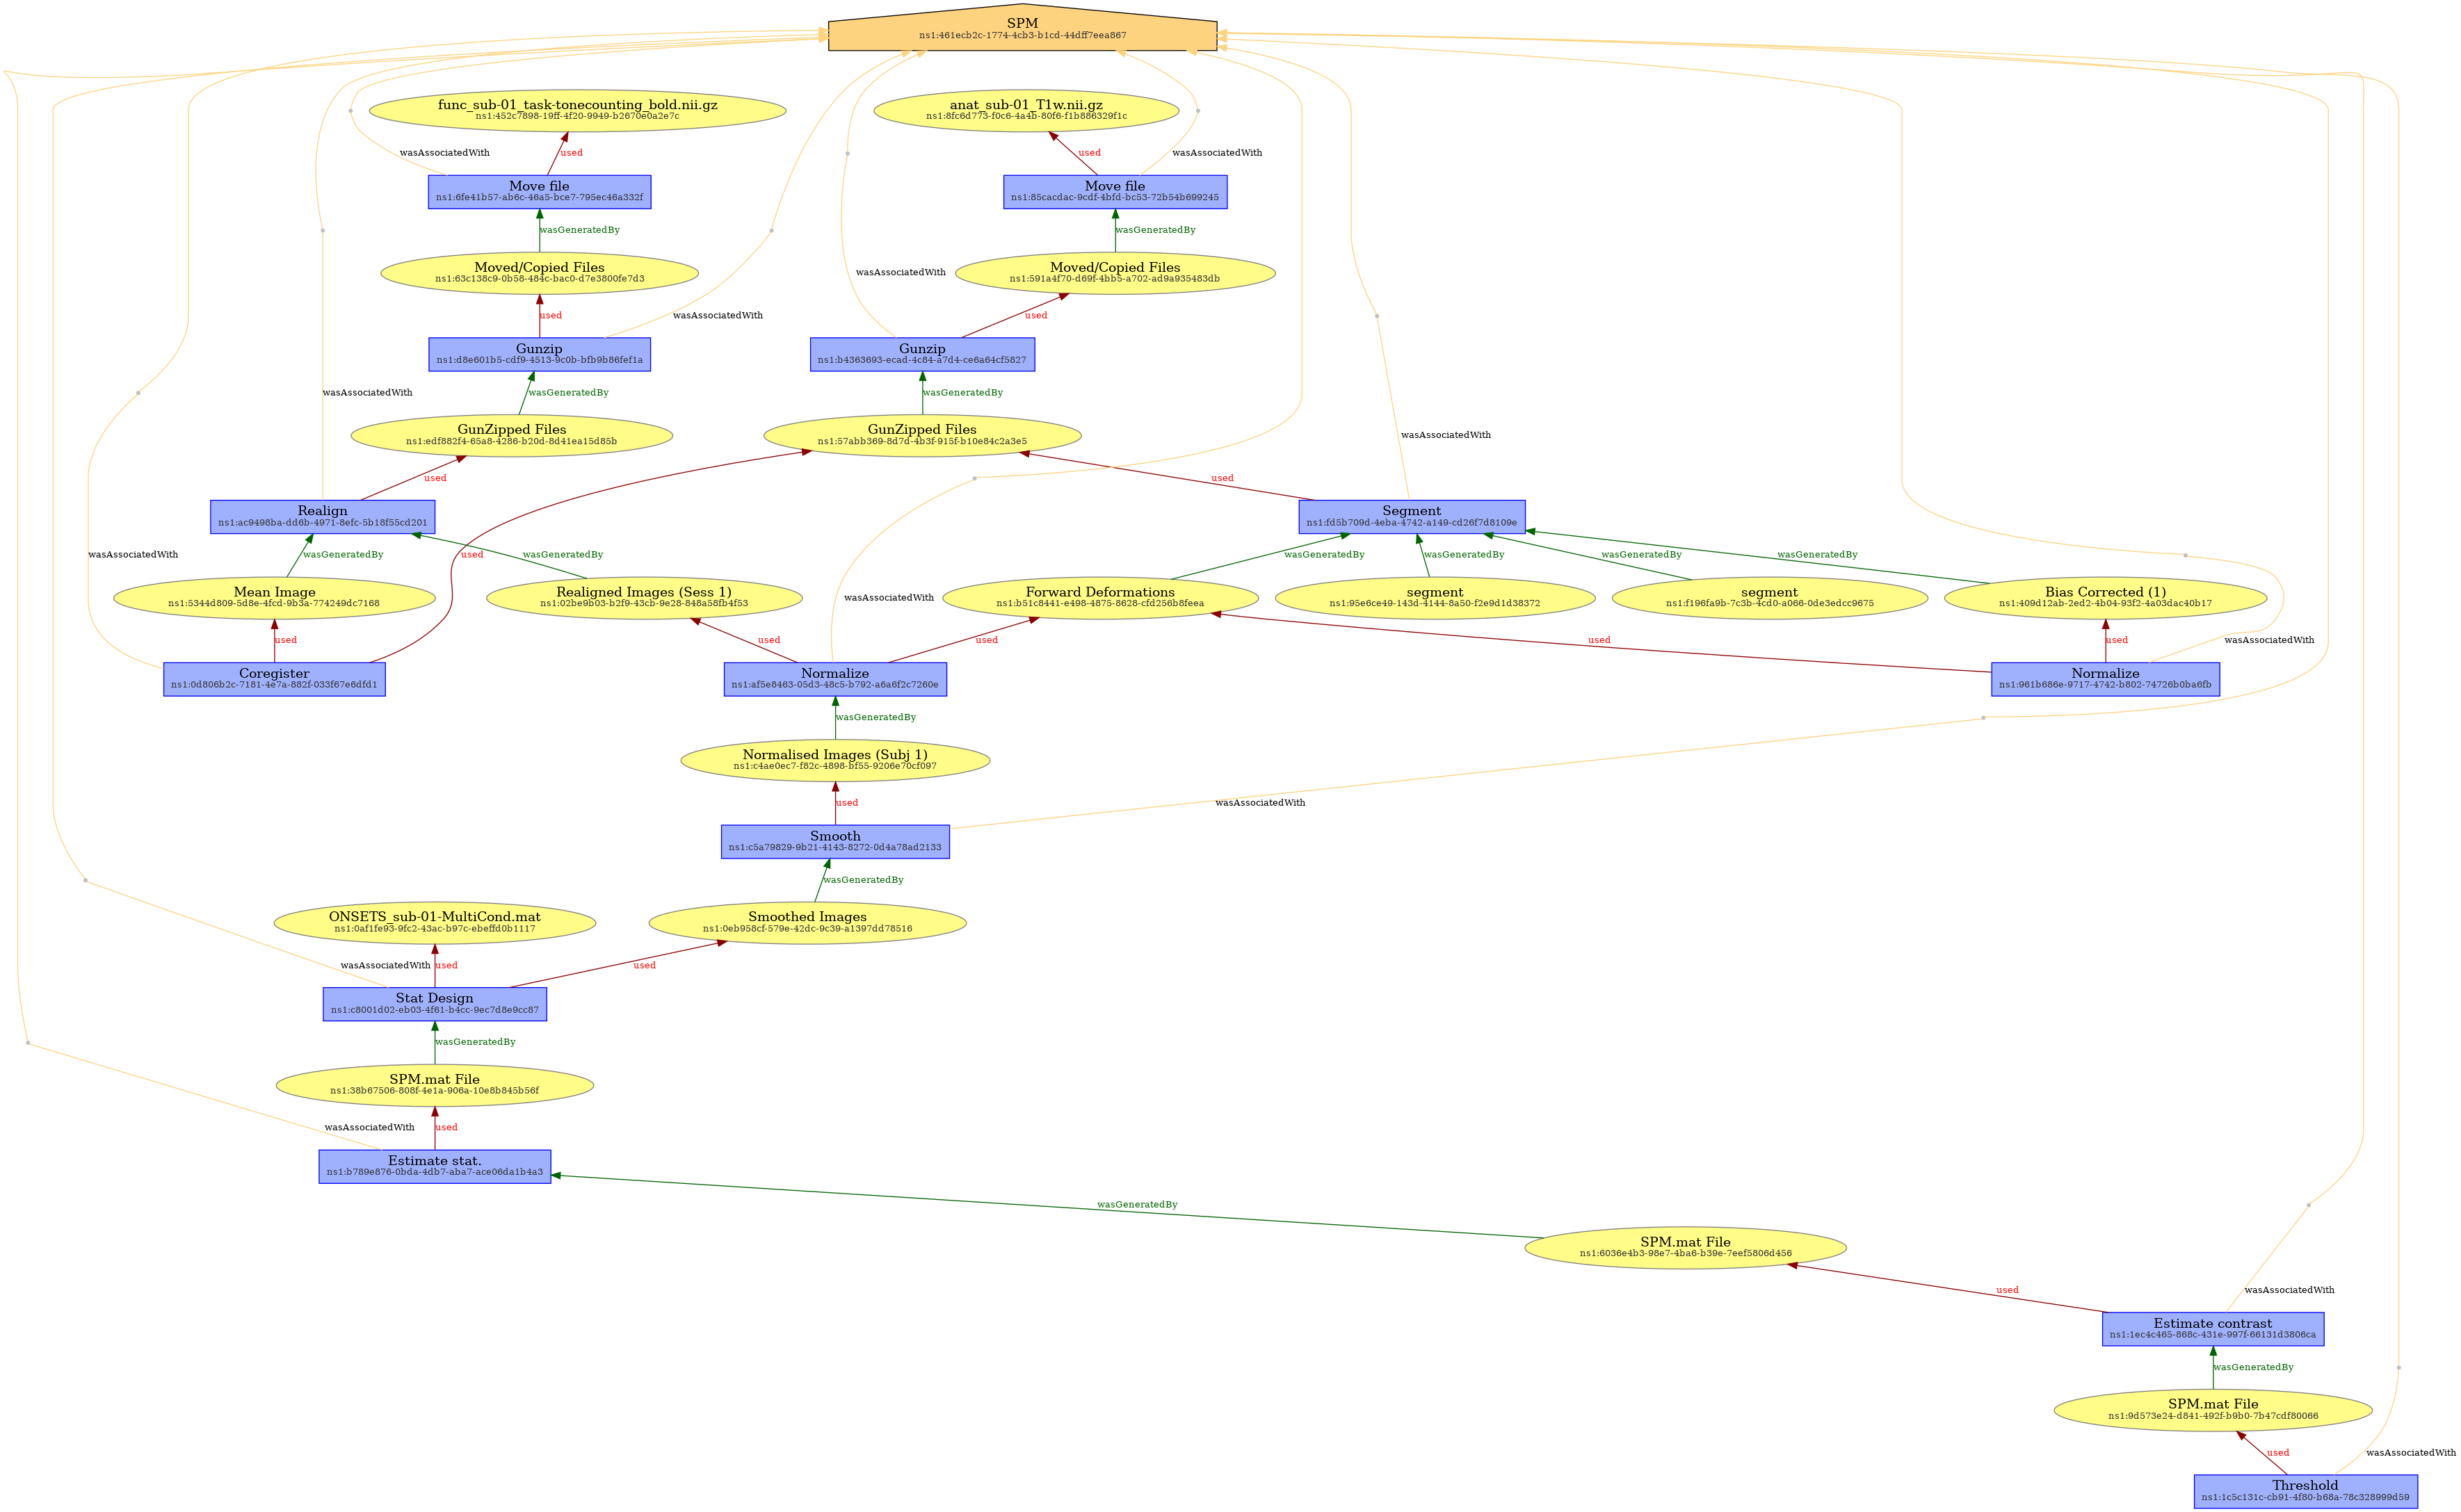 SPM
ns1:461ecb2c-1774-4cb3-b1cd-44dff7eea867
func_sub-01_task-tonecounting_bold.nii.gz
ns1:452c7898-19ff-4f20-9949-b2670e0a2e7c
anat_sub-01_T1w.nii.gz
ns1:8fc6d773-f0c6-4a4b-80f6-f1b886329f1c
wasAssociatedWith
used
used
wasAssociatedWith
Move file
ns1:6fe41b57-ab6c-46a5-bce7-795ec46a332f
Move file
ns1:85cacdac-9cdf-4bfd-bc53-72b54b699245
wasGeneratedBy
wasGeneratedBy
Moved/Copied Files
ns1:63c138c9-0b58-484c-bac0-d7e3800fe7d3
wasAssociatedWith
Moved/Copied Files
ns1:591a4f70-d69f-4bb5-a702-ad9a935483db
used
wasAssociatedWith
used
Gunzip
ns1:d8e601b5-cdf9-4513-9c0b-bfb9b86fef1a
Gunzip
ns1:b4363693-ecad-4c84-a7d4-ce6a64cf5827
wasAssociatedWith
wasGeneratedBy
wasGeneratedBy
GunZipped Files
ns1:edf882f4-65a8-4286-b20d-8d41ea15d85b
GunZipped Files
ns1:57abb369-8d7d-4b3f-915f-b10e84c2a3e5
wasAssociatedWith
used
used
Realign
ns1:ac9498ba-dd6b-4971-8efc-5b18f55cd201
Segment
ns1:fd5b709d-4eba-4742-a149-cd26f7d8109e
wasAssociatedWith
wasGeneratedBy
used
wasGeneratedBy
wasGeneratedBy
wasGeneratedBy
wasGeneratedBy
wasGeneratedBy
Mean Image
ns1:5344d809-5d8e-4fcd-9b3a-774249dc7168
Realigned Images (Sess 1)
ns1:02be9b03-b2f9-43cb-9e28-848a58fb4f53
wasAssociatedWith
Forward Deformations
ns1:b51c8441-e498-4875-8628-cfd256b8feea
segment
ns1:95e6ce49-143d-4144-8a50-f2e9d1d38372
segment
ns1:f196fa9b-7c3b-4cd0-a066-0de3edcc9675
Bias Corrected (1)
ns1:409d12ab-2ed2-4b04-93f2-4a03dac40b17
used
used
used
used
used
wasAssociatedWith
Coregister
ns1:0d806b2c-7181-4e7a-882f-033f67e6dfd1
Normalize
ns1:af5e8463-05d3-48c5-b792-a6a6f2c7260e
Normalize
ns1:961b686e-9717-4742-b802-74726b0ba6fb
wasGeneratedBy
Normalised Images (Subj 1)
ns1:c4ae0ec7-f82c-4898-bf55-9206e70cf097
used
wasAssociatedWith
Smooth
ns1:c5a79829-9b21-4143-8272-0d4a78ad2133
wasGeneratedBy
ONSETS_sub-01-MultiCond.mat
ns1:0af1fe93-9fc2-43ac-b97c-ebeffd0b1117
Smoothed Images
ns1:0eb958cf-579e-42dc-9c39-a1397dd78516
wasAssociatedWith
used
used
Stat Design
ns1:c8001d02-eb03-4f61-b4cc-9ec7d8e9cc87
wasGeneratedBy
SPM.mat File
ns1:38b67506-808f-4e1a-906a-10e8b845b56f
wasAssociatedWith
used
Estimate stat.
ns1:b789e876-0bda-4db7-aba7-ace06da1b4a3
wasGeneratedBy
SPM.mat File
ns1:6036e4b3-98e7-4ba6-b39e-7eef5806d456
used
wasAssociatedWith
Estimate contrast
ns1:1ec4c465-868c-431e-997f-66131d3806ca
wasGeneratedBy
SPM.mat File
ns1:9d573e24-d841-492f-b9b0-7b47cdf80066
used
wasAssociatedWith
Threshold
ns1:1c5c131c-cb91-4f80-b68a-78c328999d59